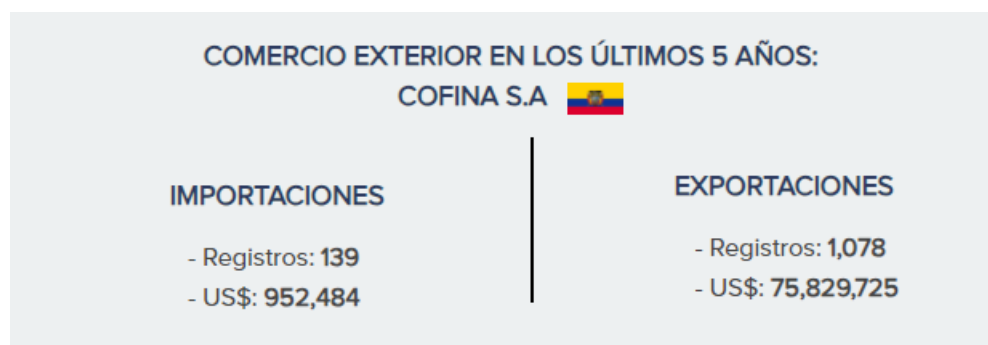 COMERCIO EXTERIOR EN LOS ÚLTIMOS 5 AÑOS:
COFINA S.A
IMPORTACIONES
- Registros: 139
- US$: 952,484
EXPORTACIONES
- Registros: 1,078
- US$: 75,829,725